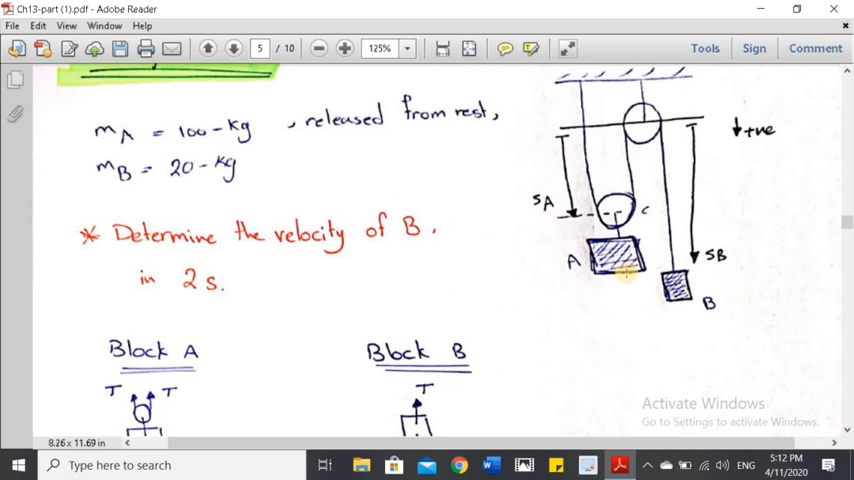 Ch13-part (1).pdf - Adobe Reader
File Edit View Window Help
5 / 10 125% Tools Sign Comment
mA = 100-kg , released from rest,
mB = 20-kg
* Determine the velocity of B.
in 2 s.
↓+ve
SA
C
A
SB
B
Block A Block B
T T T
Activate Windows
Go to Settings to activate Windows.
8.26 x 11.69 in
Type here to search
ENG
5:12 PM
4/11/2020